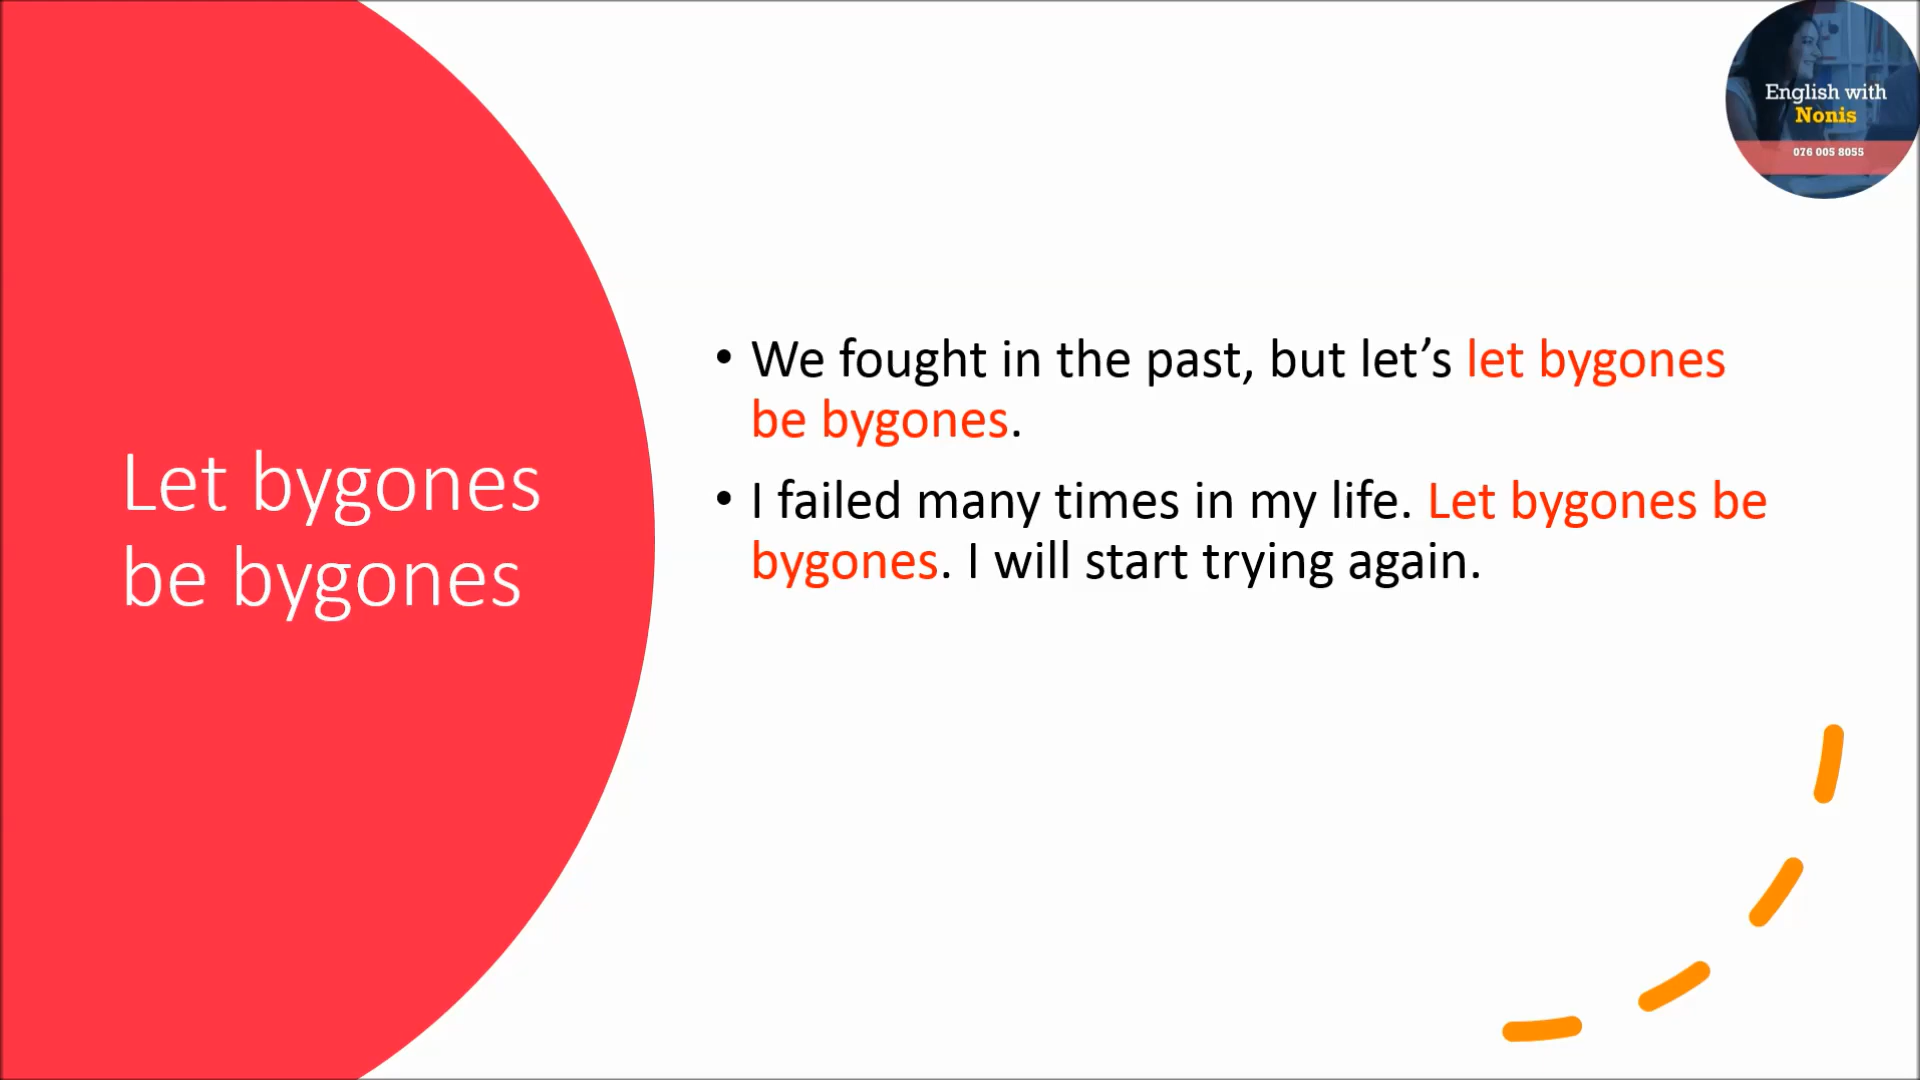 English with
Nonis
076 005 8055
Let bygones
be bygones
• We fought in the past, but let’s let bygones
be bygones.
• I failed many times in my life. Let bygones be
bygones. I will start trying again.